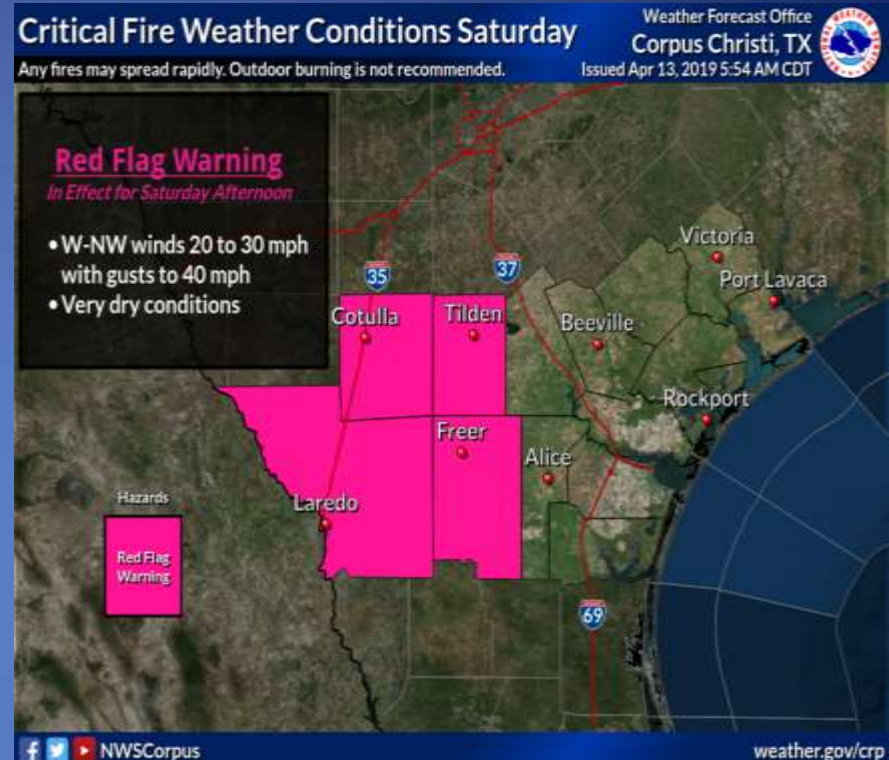 Critical Fire Weather Conditions Saturday
Any fires may spread rapidly. Outdoor burning is not recommended.
Weather Forecast Office
Corpus Christi, TX
Issued Apr 13, 2019 5:54 AM CDT
NATIONAL WEATHER SERVICE
Red Flag Warning
In Effect for Saturday Afternoon
• W-NW winds 20 to 30 mph
with gusts to 40 mph
• Very dry conditions
35
37
Victoria
Port Lavaca
Cotulla
Tilden
Beeville
Rockport
Freer
Alice
Laredo
Hazards
Red Flag
Warning
69
NWSCorpus
weather.gov/crp